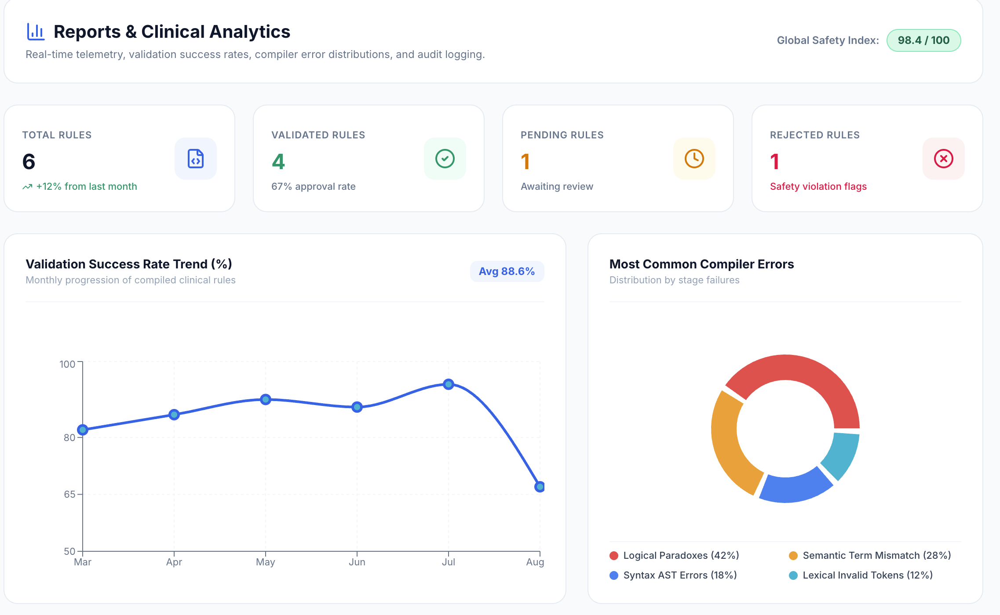 Reports & Clinical Analytics
Real-time telemetry, validation success rates, compiler error distributions, and audit logging.
Global Safety Index:
98.4 / 100
TOTAL RULES
6
+12% from last month
VALIDATED RULES
4
67% approval rate
PENDING RULES
1
Awaiting review
REJECTED RULES
1
Safety violation flags
Validation Success Rate Trend (%)
Monthly progression of compiled clinical rules
Avg 88.6%
100
80
65
50
Mar
Apr
May
Jun
Jul
Aug
Most Common Compiler Errors
Distribution by stage failures
Logical Paradoxes (42%)
Semantic Term Mismatch (28%)
Syntax AST Errors (18%)
Lexical Invalid Tokens (12%)